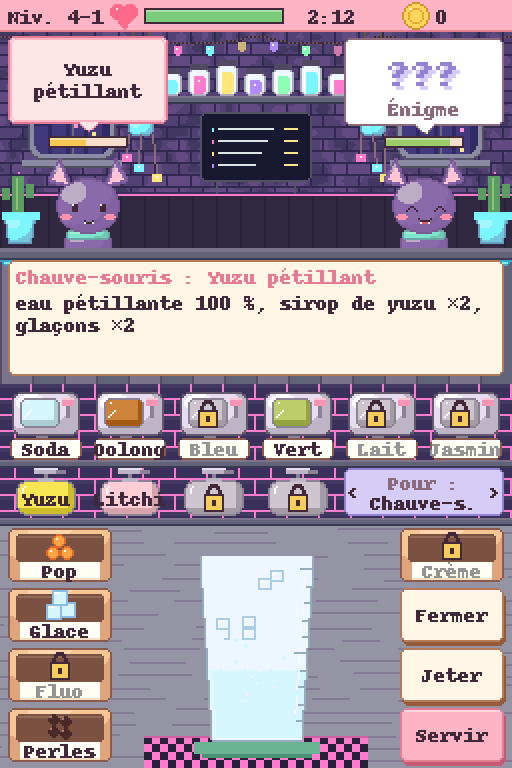 Niv. 4-1
2:12
0
Yuzu
pétillant
???
Énigme
Chauve-souris : Yuzu pétillant
eau pétillante 100 %, sirop de yuzu ×2,
glaçons ×2
Soda
Oolong
Bleu
Vert
Lait
Jasmin
Yuzu
itchi
< Pour : >
Chauve-s.
Pop
Crème
Glace
Fermer
Fluo
Jeter
Perles
Servir